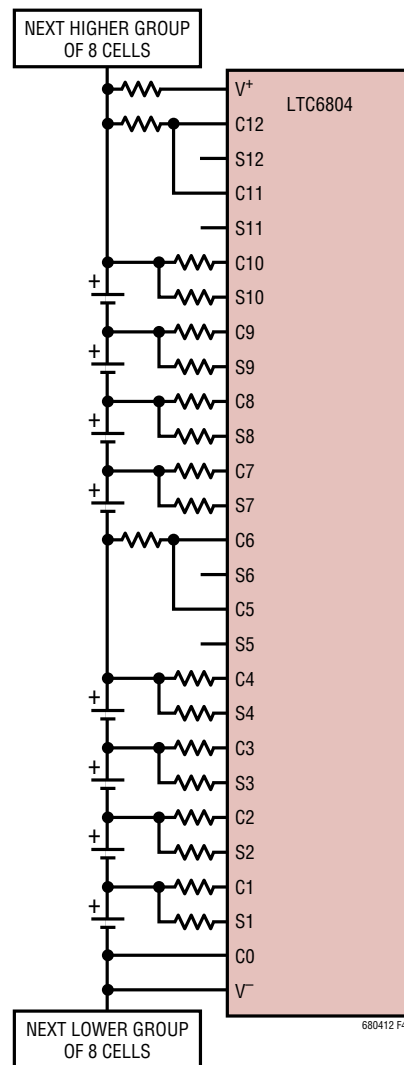 NEXT HIGHER GROUP
OF 8 CELLS
LTC6804
V+
C12
S12
C11
S11
C10
+
S10
C9
+
S9
C8
+
S8
C7
+
S7
C6
S6
C5
S5
C4
+
S4
C3
+
S3
C2
+
S2
C1
+
S1
C0
V–
NEXT LOWER GROUP
OF 8 CELLS
680412 F4